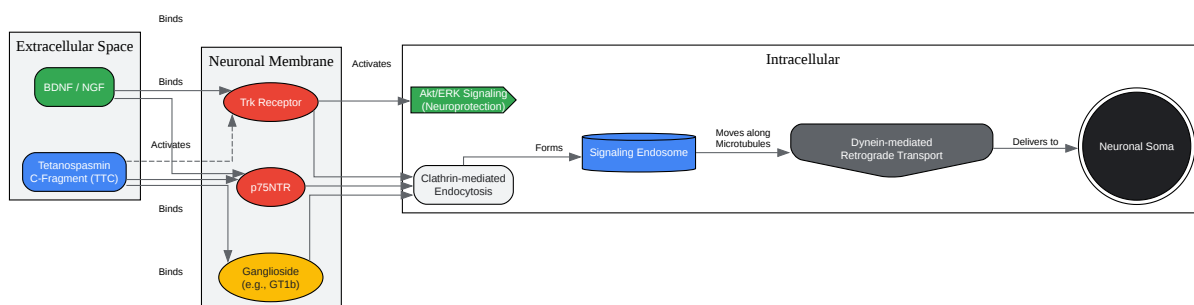 Binds
Extracellular Space
BDNF / NGF
Binds
Tetanospasmin
C-Fragment (TTC)
Activates
Binds
Binds
Neuronal Membrane
Trk Receptor
p75NTR
Ganglioside
(e.g., GT1b)
Activates
Intracellular
Akt/ERK Signaling
(Neuroprotection)
Clathrin-mediated
Endocytosis
Forms
Signaling Endosome
Moves along
Microtubules
Dynein-mediated
Retrograde Transport
Delivers to
Neuronal Soma